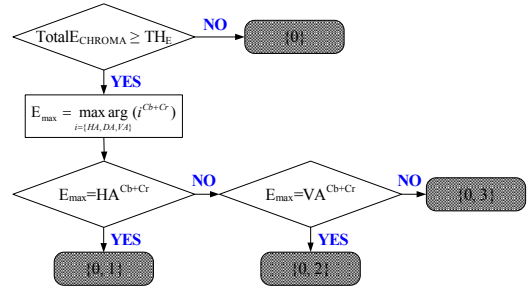 TotalE_CHROMA ≥ TH_E
NO
{0}
YES
E_max = max arg (i^Cb+Cr)
i={HA,DA,VA}
E_max=HA^Cb+Cr
NO
E_max=VA^Cb+Cr
NO
{0, 3}
YES
YES
{0, 1}
{0, 2}